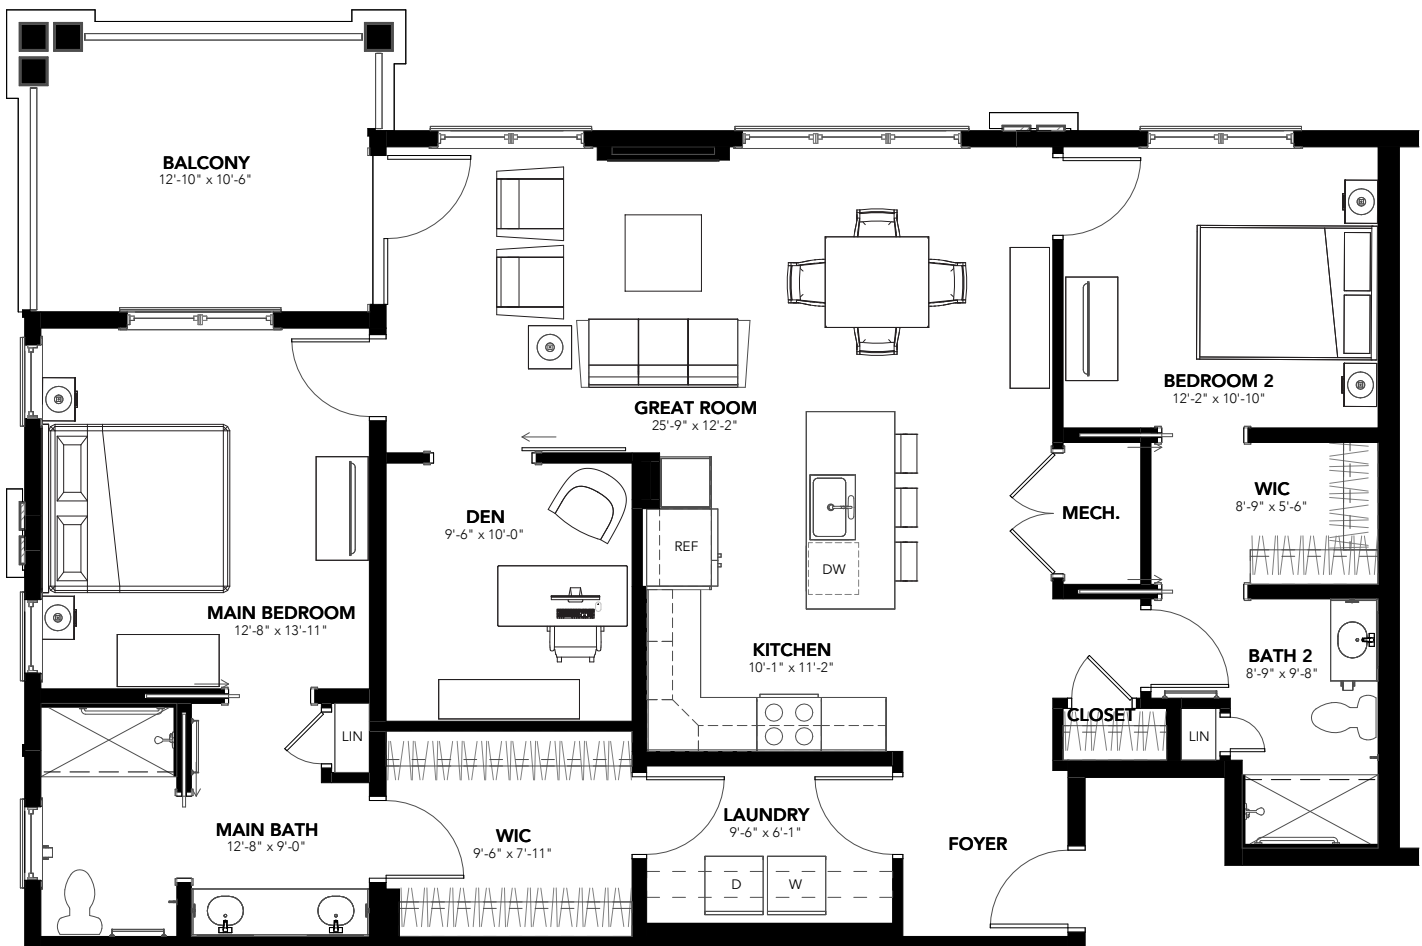 BALCONY
12'-10" x 10'-6"
GREAT ROOM
25'-9" x 12'-2"
BEDROOM 2
12'-2" x 10'-10"
WIC
8'-9" x 5'-6"
MECH.
DEN
9'-6" x 10'-0"
REF
DW
MAIN BEDROOM
12'-8" x 13'-11"
KITCHEN
10'-1" x 11'-2"
BATH 2
8'-9" x 9'-8"
CLOSET
LIN
LIN
MAIN BATH
12'-8" x 9'-0"
WIC
9'-6" x 7'-11"
LAUNDRY
9'-6" x 6'-1"
FOYER
D
W